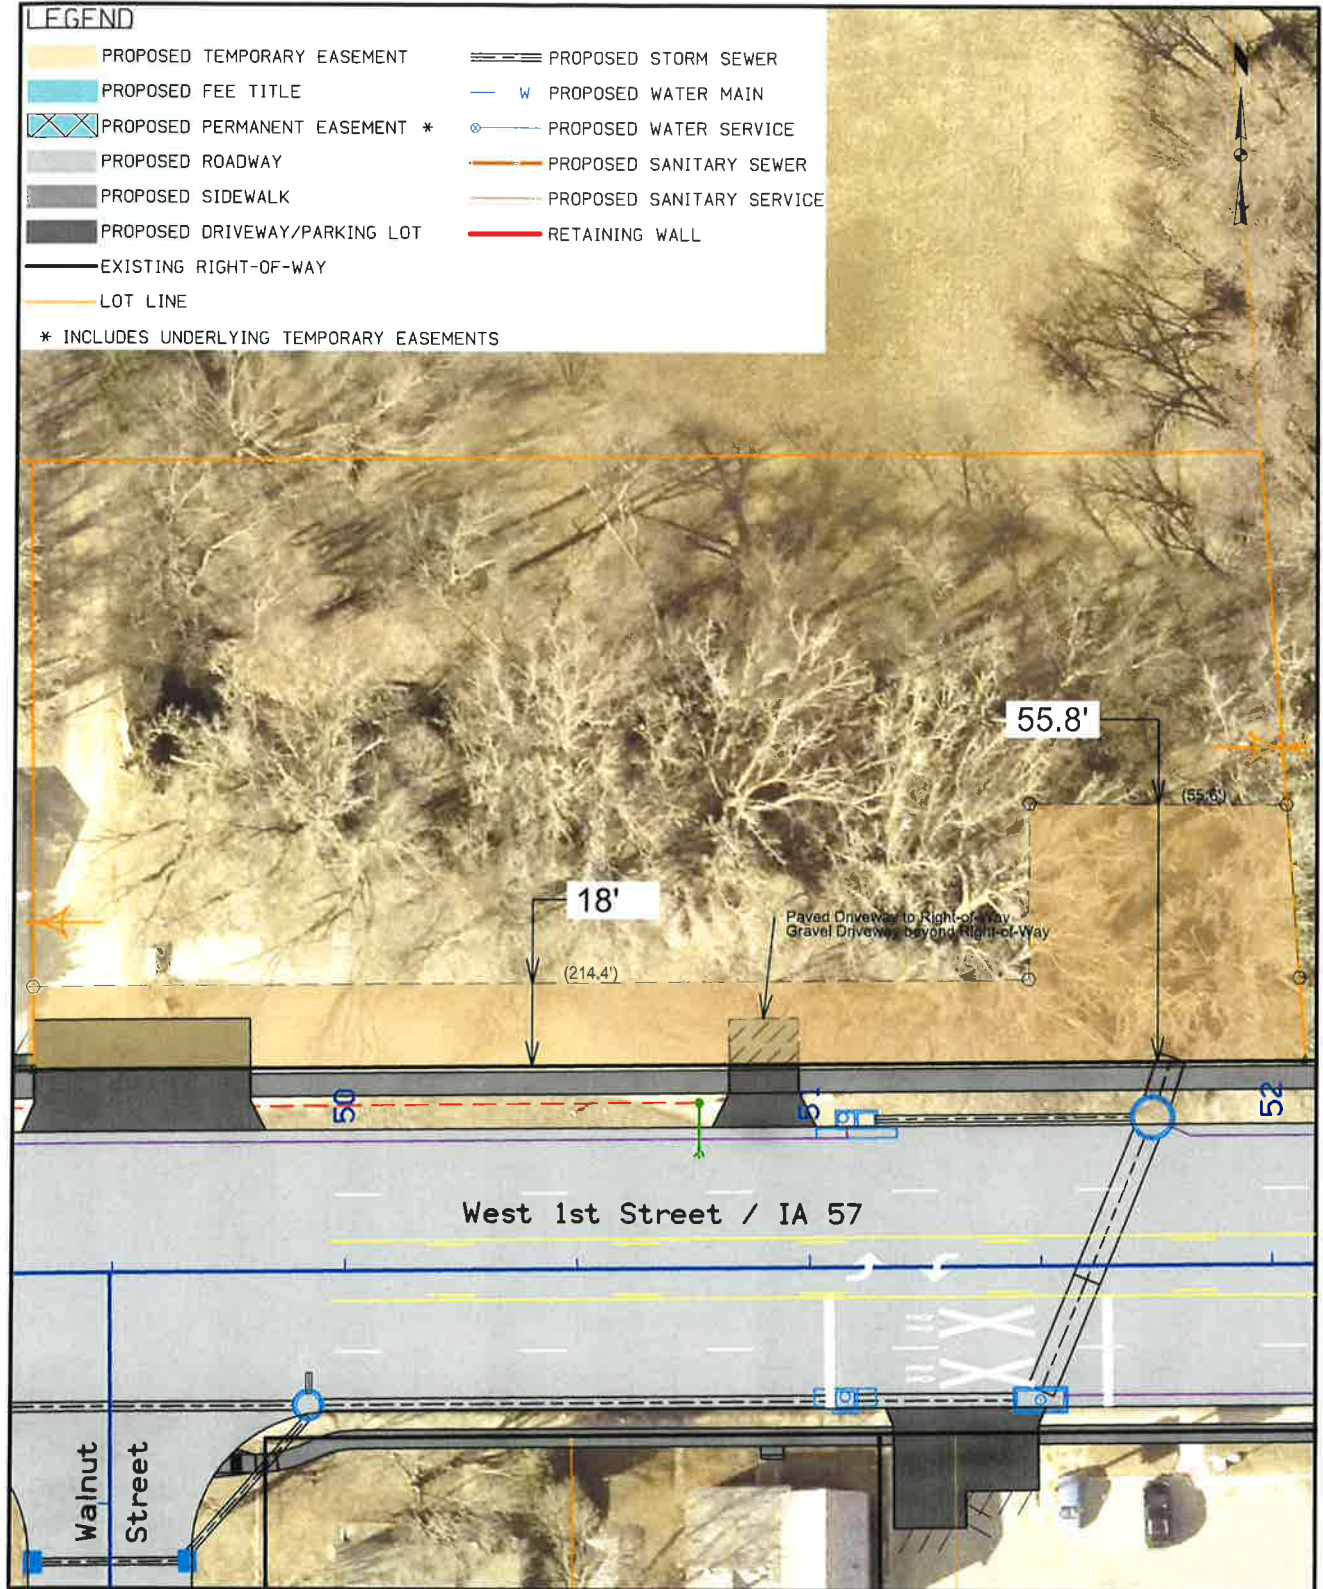 LEGEND
PROPOSED TEMPORARY EASEMENT
PROPOSED FEE TITLE
PROPOSED PERMANENT EASEMENT *
PROPOSED ROADWAY
PROPOSED SIDEWALK
PROPOSED DRIVEWAY/PARKING LOT
EXISTING RIGHT-OF-WAY
LOT LINE
* INCLUDES UNDERLYING TEMPORARY EASEMENTS
PROPOSED STORM SEWER
W PROPOSED WATER MAIN
PROPOSED WATER SERVICE
PROPOSED SANITARY SEWER
PROPOSED SANITARY SERVICE
RETAINING WALL
N
55.8'
(55.6')
18'
Paved Driveway to Right-of-Way
Gravel Driveway beyond Right-of-Way
(214.4')
50
51
52
West 1st Street / IA 57
Walnut
Street